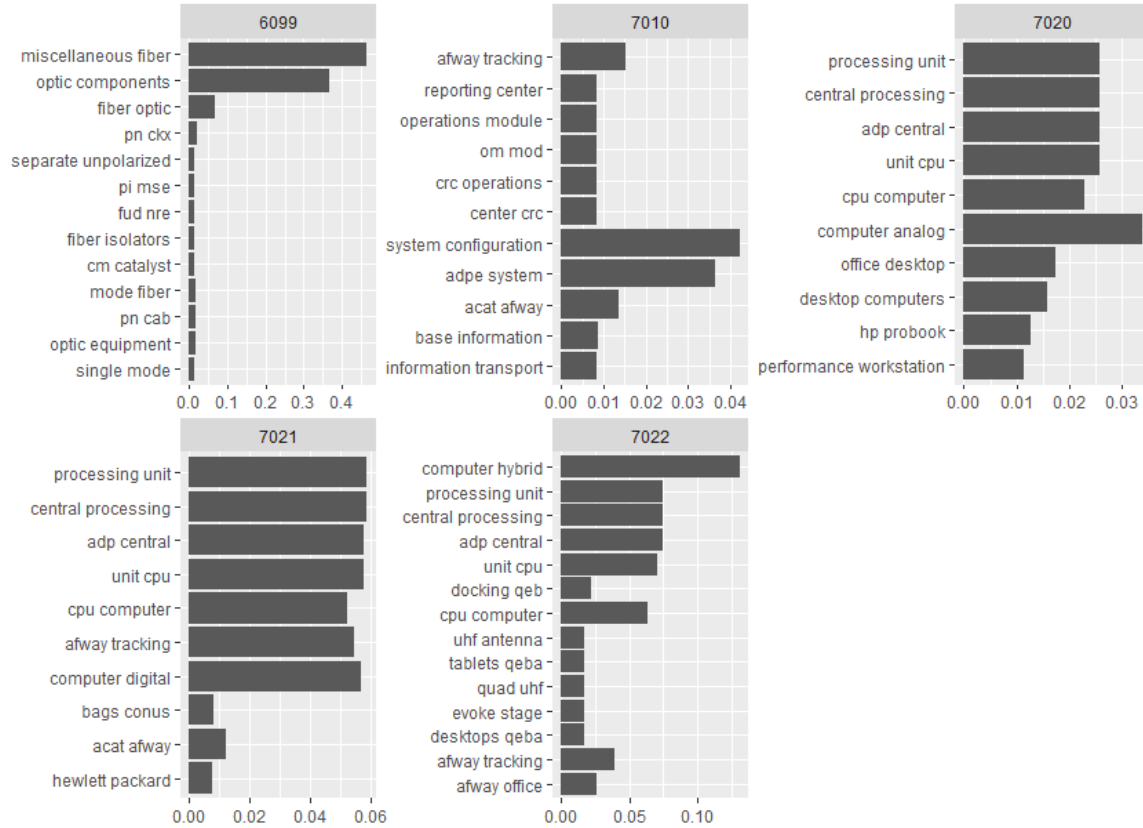 6099
miscellaneous fiber
optic components
fiber optic
pn ckx
separate unpolarized
pi mse
fud nre
fiber isolators
cm catalyst
mode fiber
pn cab
optic equipment
single mode
0.0 0.1 0.2 0.3 0.4
7010
afway tracking
reporting center
operations module
om mod
crc operations
center crc
system configuration
adpe system
acat afway
base information
information transport
0.00 0.01 0.02 0.03 0.04
7020
processing unit
central processing
adp central
unit cpu
cpu computer
computer analog
office desktop
desktop computers
hp probook
performance workstation
0.00 0.01 0.02 0.03
7021
processing unit
central processing
adp central
unit cpu
cpu computer
afway tracking
computer digital
bags conus
acat afway
hewlett packard
0.00 0.02 0.04 0.06
7022
computer hybrid
processing unit
central processing
adp central
unit cpu
docking qeb
cpu computer
uhf antenna
tablets qeba
quad uhf
evoke stage
desktops qeba
afway tracking
afway office
0.00 0.05 0.10